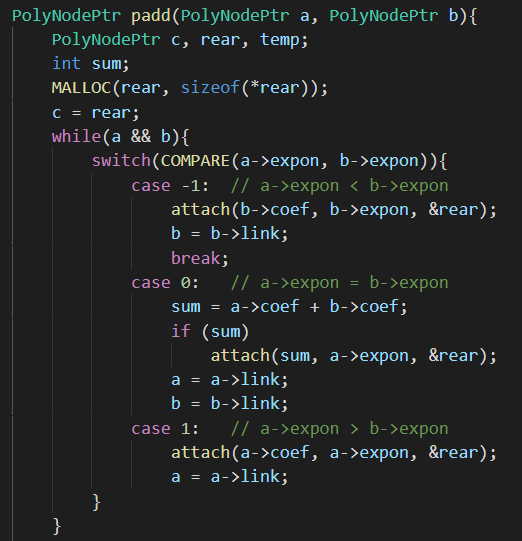 PolyNodePtr padd(PolyNodePtr a, PolyNodePtr b){
    PolyNodePtr c, rear, temp;
    int sum;
    MALLOC(rear, sizeof(*rear));
    c = rear;
    while(a && b){
        switch(COMPARE(a->expon, b->expon)){
            case -1:  // a->expon < b->expon
                attach(b->coef, b->expon, &rear);
                b = b->link;
                break;
            case 0:   // a->expon = b->expon
                sum = a->coef + b->coef;
                if (sum)
                    attach(sum, a->expon, &rear);
                a = a->link;
                b = b->link;
            case 1:   // a->expon > b->expon
                attach(a->coef, a->expon, &rear);
                a = a->link;
        }
    }